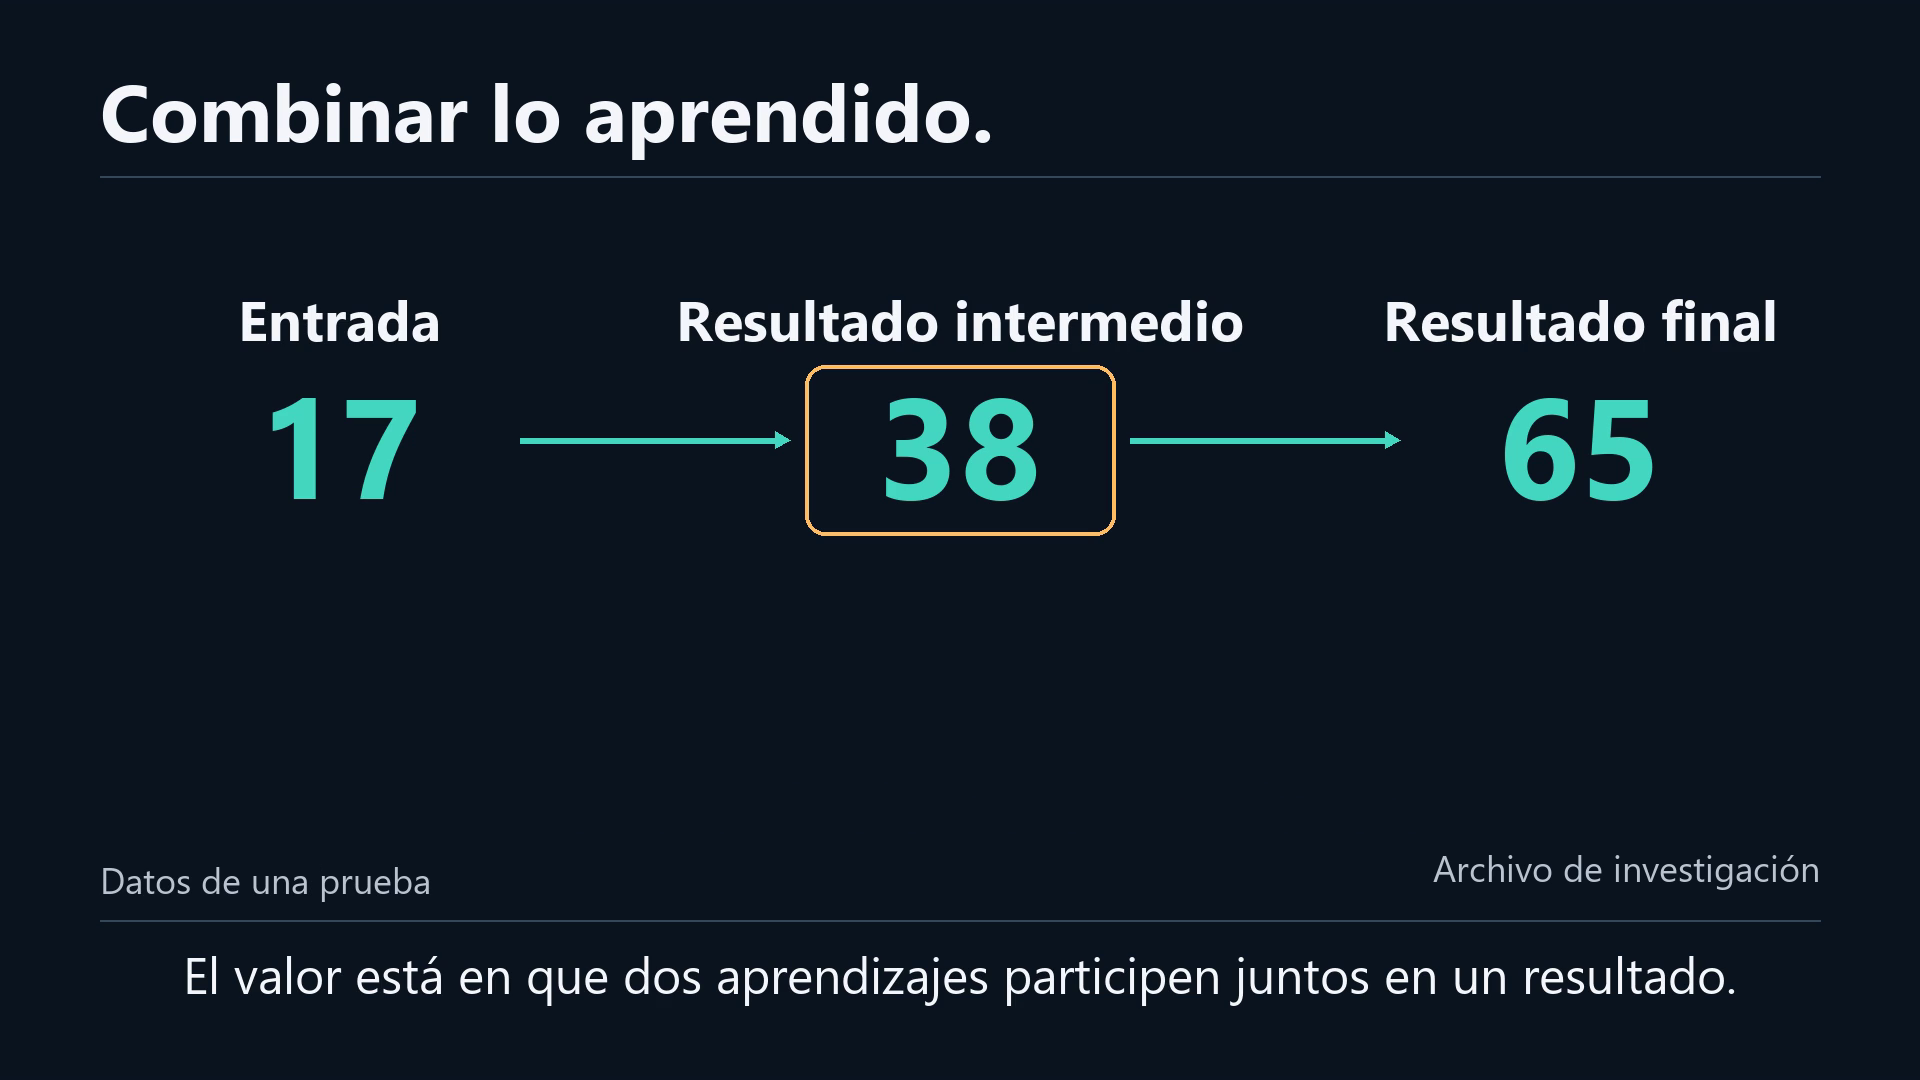 Combinar lo aprendido.
Entrada
Resultado intermedio
Resultado final
17
38
65
Datos de una prueba
Archivo de investigación
El valor está en que dos aprendizajes participen juntos en un resultado.